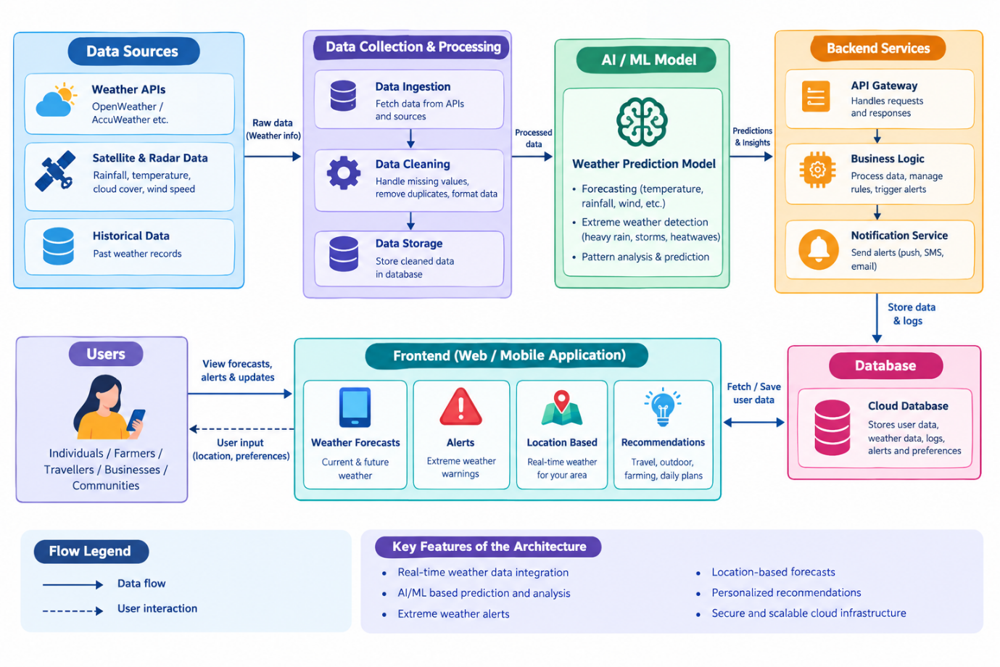 Data Sources
Weather APIs
OpenWeather /
AccuWeather etc.
Satellite & Radar Data
Rainfall, temperature,
cloud cover, wind speed
Historical Data
Past weather records
Raw data
(Weather info)
Data Collection & Processing
Data Ingestion
Fetch data from APIs
and sources
Data Cleaning
Handle missing values,
remove duplicates, format data
Data Storage
Store cleaned data
in database
Processed
data
AI / ML Model
Weather Prediction Model
• Forecasting (temperature,
rainfall, wind, etc.)
• Extreme weather detection
(heavy rain, storms, heatwaves)
• Pattern analysis & prediction
Predictions
& Insights
Backend Services
API Gateway
Handles requests
and responses
Business Logic
Process data, manage
rules, trigger alerts
Notification Service
Send alerts (push, SMS,
email)
Store data
& logs
Users
Individuals / Farmers /
Travellers / Businesses /
Communities
View forecasts,
alerts & updates
User input
(location, preferences)
Frontend (Web / Mobile Application)
Weather Forecasts
Current & future
weather
Alerts
Extreme weather
warnings
Location Based
Real-time weather
for your area
Recommendations
Travel, outdoor,
farming, daily plans
Fetch / Save
user data
Database
Cloud Database
Stores user data,
weather data, logs,
alerts and preferences
Flow Legend
Data flow
User interaction
Key Features of the Architecture
• Real-time weather data integration
• AI/ML based prediction and analysis
• Extreme weather alerts
• Location-based forecasts
• Personalized recommendations
• Secure and scalable cloud infrastructure